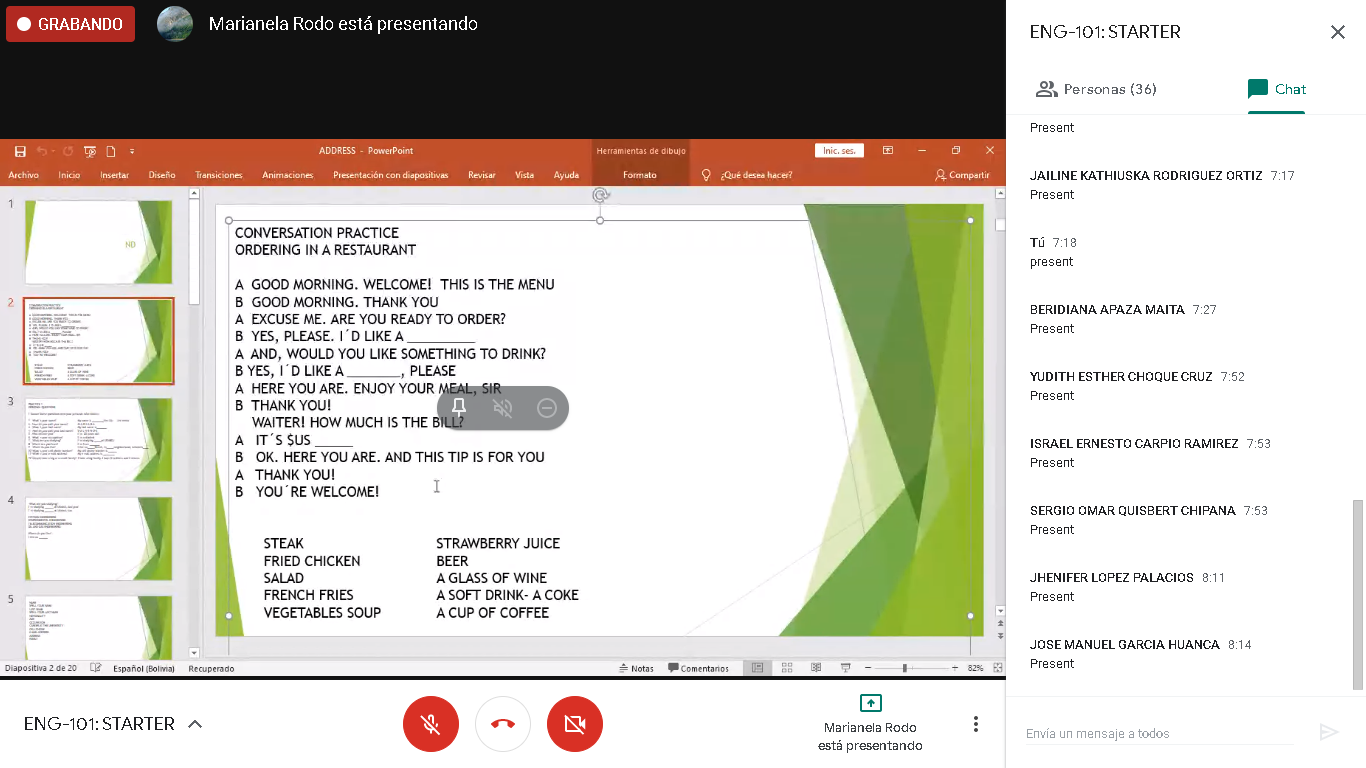 GRABANDO
Marianela Rodo está presentando
ADDRESS - PowerPoint
Herramientas de dibujo
Inic. ses.
Archivo Inicio Insertar Diseño Transiciones Animaciones Presentación con diapositivas Revisar Vista Ayuda Formato ¿Qué desea hacer? Compartir
1
ND
2
3
4
5
CONVERSATION PRACTICE
ORDERING IN A RESTAURANT
A GOOD MORNING. WELCOME! THIS IS THE MENU
B GOOD MORNING. THANK YOU
A EXCUSE ME. ARE YOU READY TO ORDER?
B YES, PLEASE. I´D LIKE A __________
A AND, WOULD YOU LIKE SOMETHING TO DRINK?
B YES, I´D LIKE A _______, PLEASE
A HERE YOU ARE. ENJOY YOUR MEAL, SIR
B THANK YOU!
WAITER! HOW MUCH IS THE BILL?
A IT´S $US __________
B OK. HERE YOU ARE. AND THIS TIP IS FOR YOU
A THANK YOU!
B YOU´RE WELCOME!
STEAK STRAWBERRY JUICE
FRIED CHICKEN BEER
SALAD A GLASS OF WINE
FRENCH FRIES A SOFT DRINK- A COKE
VEGETABLES SOUP A CUP OF COFFEE
Diapositiva 2 de 20 Español (Bolivia) Recuperado Notas Comentarios 82%
ENG-101: STARTER
Marianela Rodo
está presentando
ENG-101: STARTER
Personas (36) Chat
Present
JAILINE KATHIUSKA RODRIGUEZ ORTIZ 7:17
Present
Tú 7:18
present
BERIDIANA APAZA MAITA 7:27
Present
YUDITH ESTHER CHOQUE CRUZ 7:52
Present
ISRAEL ERNESTO CARPIO RAMIREZ 7:53
Present
SERGIO OMAR QUISBERT CHIPANA 7:53
Present
JHENIFER LOPEZ PALACIOS 8:11
Present
JOSE MANUEL GARCIA HUANCA 8:14
Present
Envía un mensaje a todos